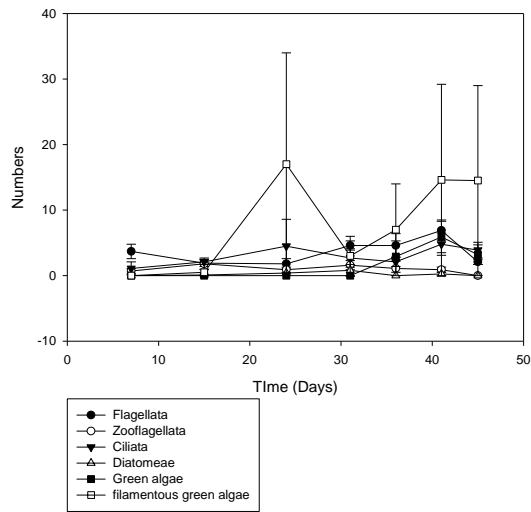 40
30
20
10
0
-10
Numbers
0 10 20 30 40 50
TIme (Days)
Flagellata
Zooflagellata
Ciliata
Diatomeae
Green algae
filamentous green algae